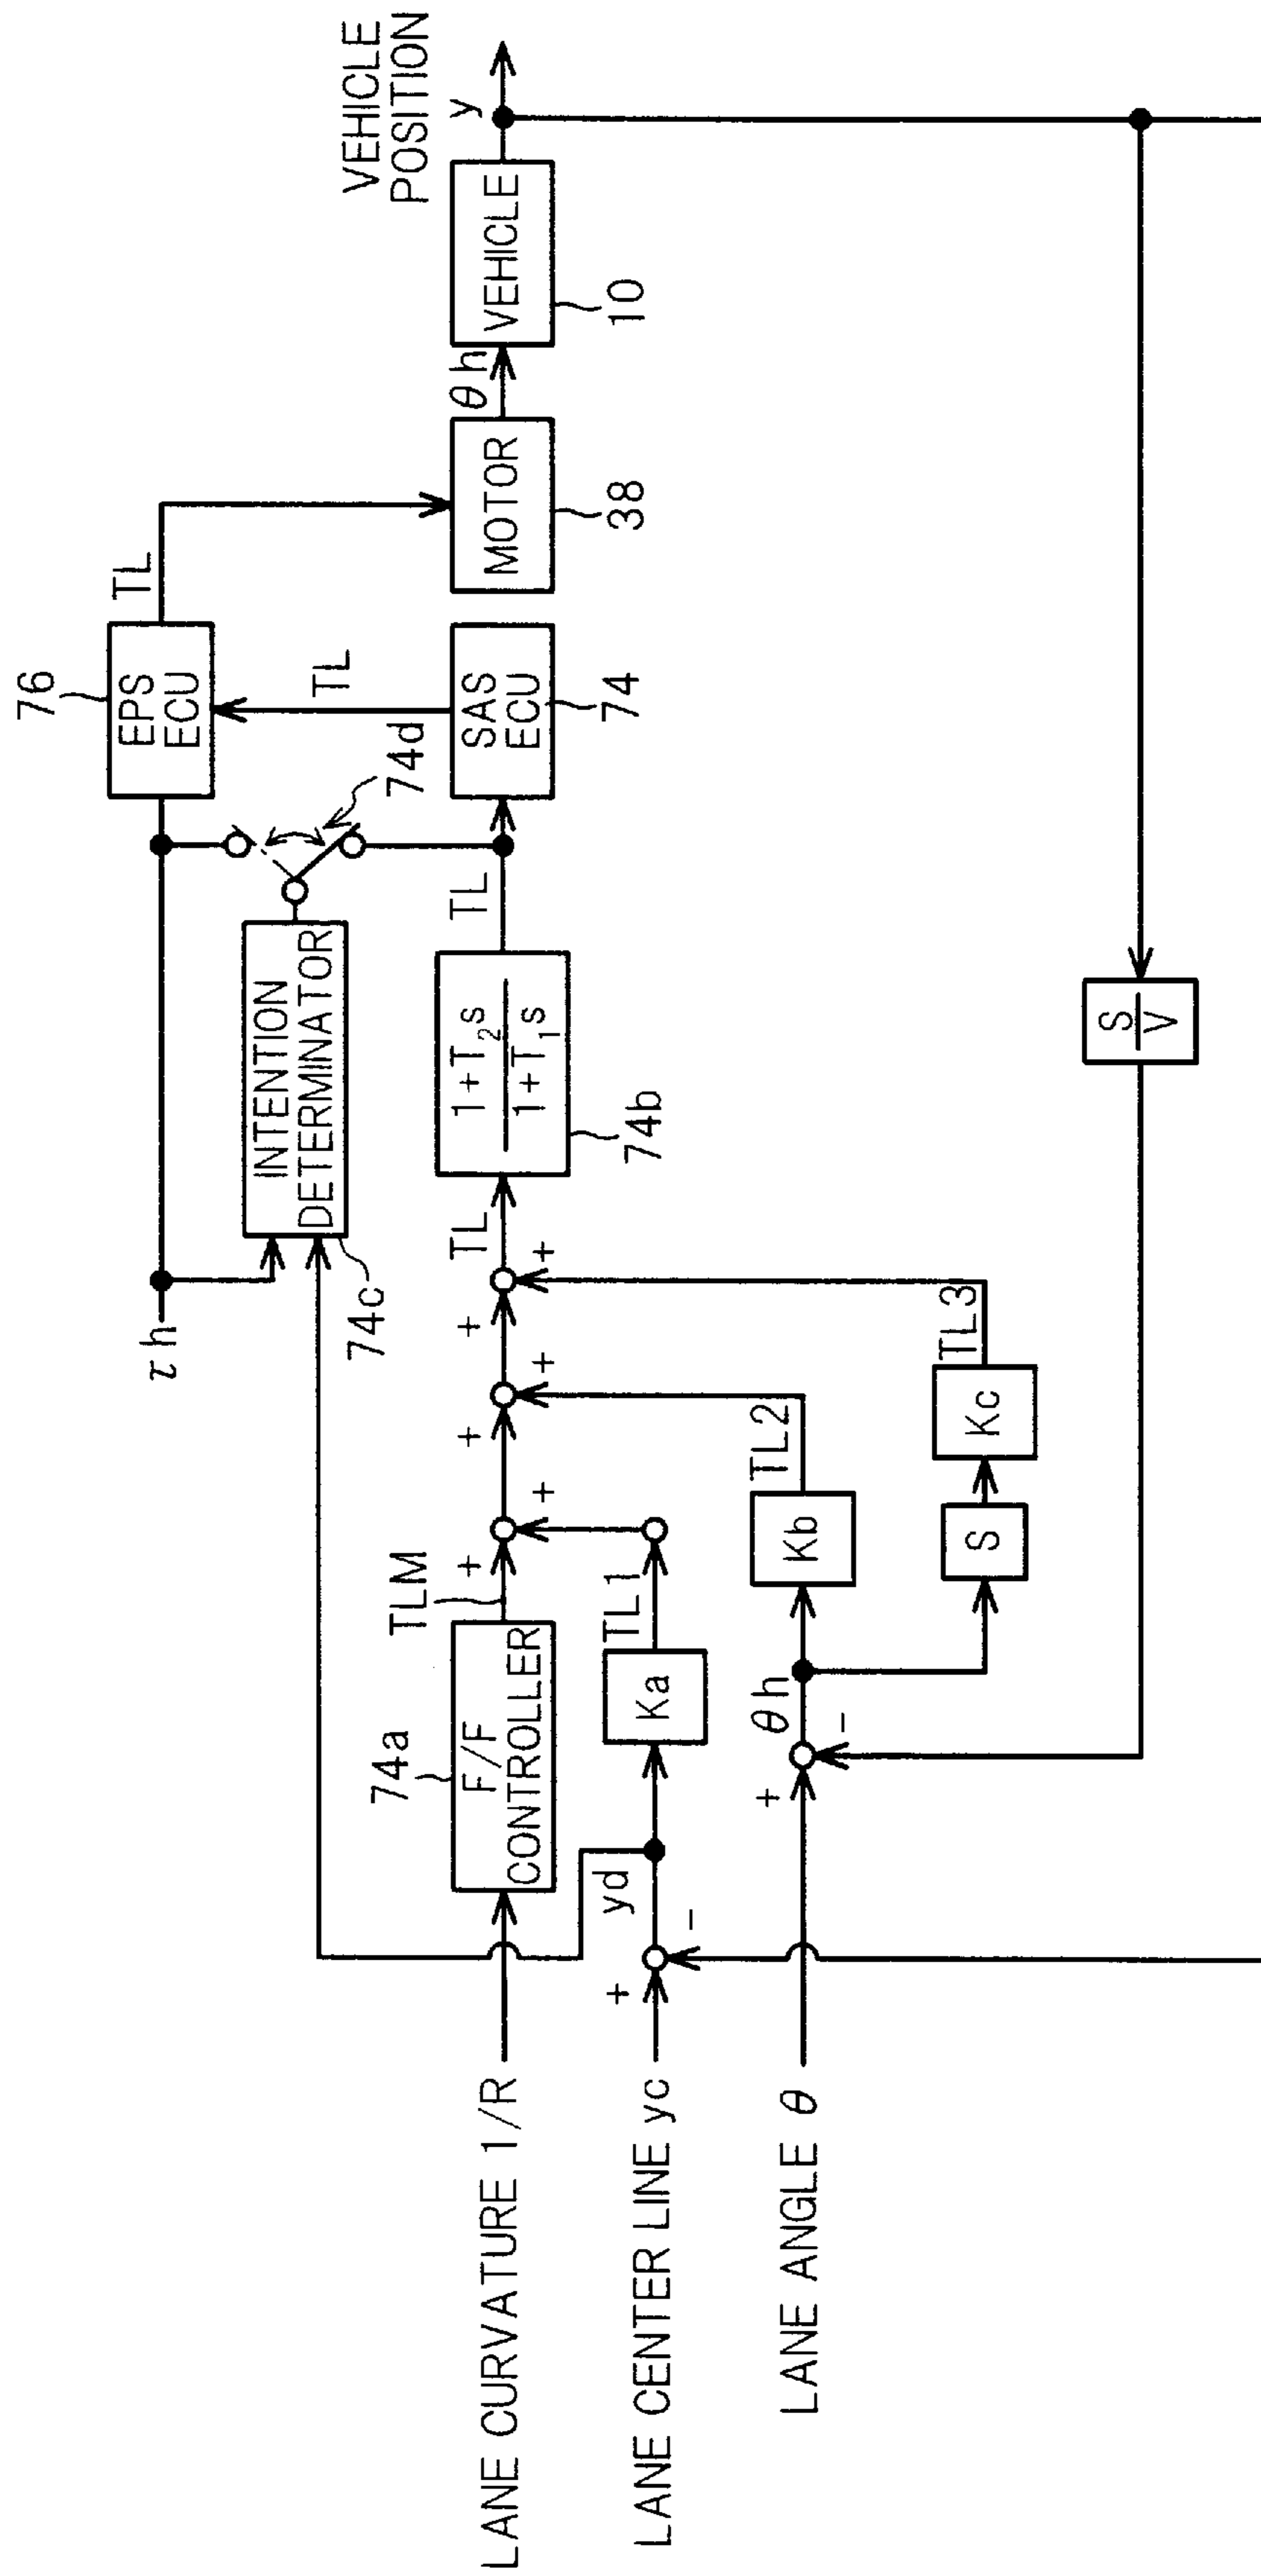 VEHICLE
POSITION
y
76
EPS
ECU
TL
TL
74d
SAS
ECU
74
MOTOR
38
θh
VEHICLE
10
τh
INTENTION
DETERMINATOR
74c
TL
1+T2s
1+T1s
74b
TL
+
+
+
+
+
+
TLM
74a
F/F
CONTROLLER
Ka
TL1
Kb
TL2
S
Kc
TL3
S
V
θh
+
-
yd
+
-
LANE CURVATURE 1/R
LANE CENTER LINE yc
LANE ANGLE θ